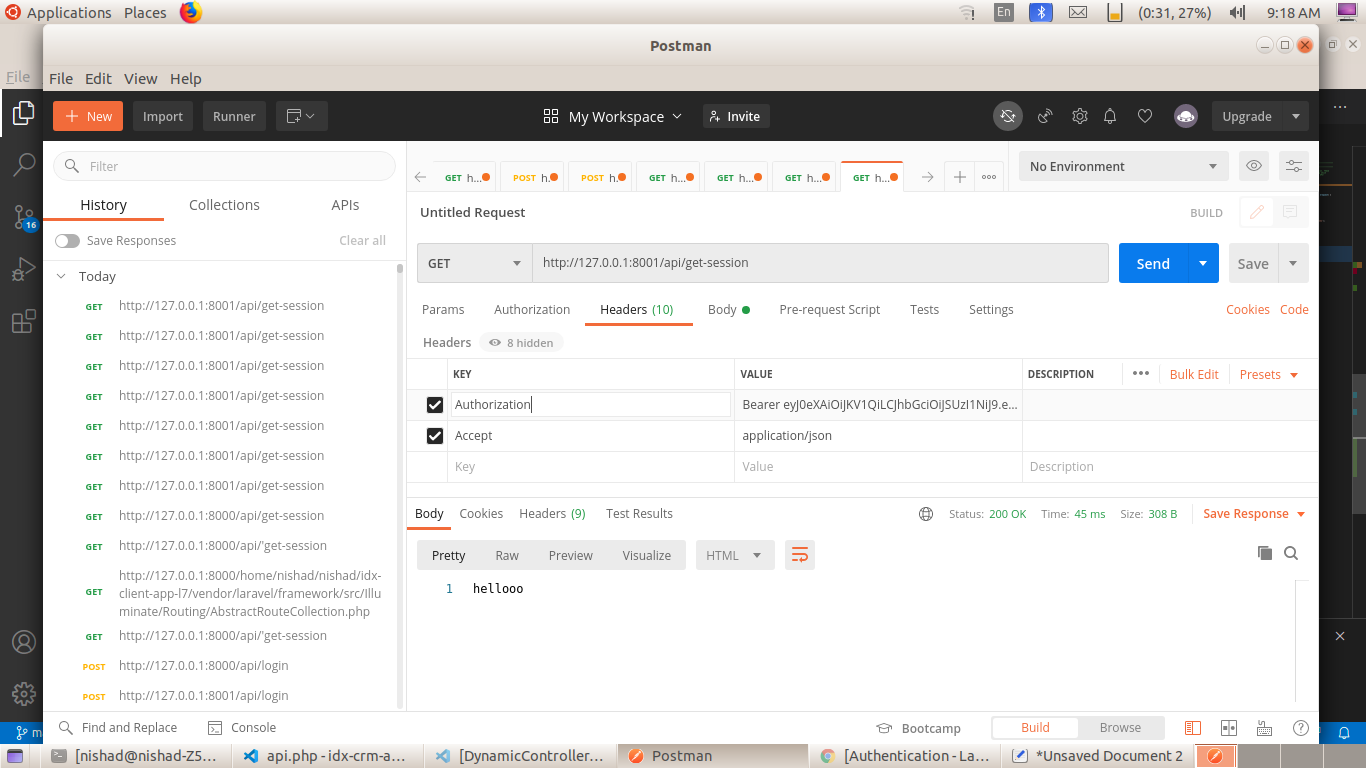 Applications Places En (0:31, 27%) 9:18 AM
Postman
File
File Edit View Help
New Import Runner My Workspace Invite Upgrade
Filter
GET h... POST h. POST h. GET h... GET h... GET h... GET h...
No Environment
History Collections APIs
Untitled Request BUILD
16
Save Responses Clear all
GET http://127.0.0.1:8001/api/get-session Send Save
Today
GET http://127.0.0.1:8001/api/get-session
GET http://127.0.0.1:8001/api/get-session
GET http://127.0.0.1:8001/api/get-session
GET http://127.0.0.1:8001/api/get-session
GET http://127.0.0.1:8001/api/get-session
GET http://127.0.0.1:8001/api/get-session
GET http://127.0.0.1:8001/api/get-session
GET http://127.0.0.1:8000/api/get-session
GET http://127.0.0.1:8000/api/'get-session
GET http://127.0.0.1:8000/home/nishad/nishad/idx-
client-app-l7/vendor/laravel/framework/src/Illu
minate/Routing/AbstractRouteCollection.php
GET http://127.0.0.1:8000/api/'get-session
POST http://127.0.0.1:8000/api/login
POST http://127.0.0.1:8001/api/login
Params Authorization Headers (10) Body Pre-request Script Tests Settings Cookies Code
Headers 8 hidden
KEY VALUE DESCRIPTION ••• Bulk Edit Presets
Authorization Bearer eyJ0eXAiOiJKV1QiLCJhbGciOiJSUzI1NiJ9.e...
Accept application/json
Key Value Description
Body Cookies Headers (9) Test Results Status: 200 OK Time: 45 ms Size: 308 B Save Response
Pretty Raw Preview Visualize HTML
1 hellooo
Find and Replace Console Bootcamp Build Browse
m
[nishad@nishad-Z5... api.php - idx-crm-a... [DynamicController... Postman [Authentication - La... *Unsaved Document 2